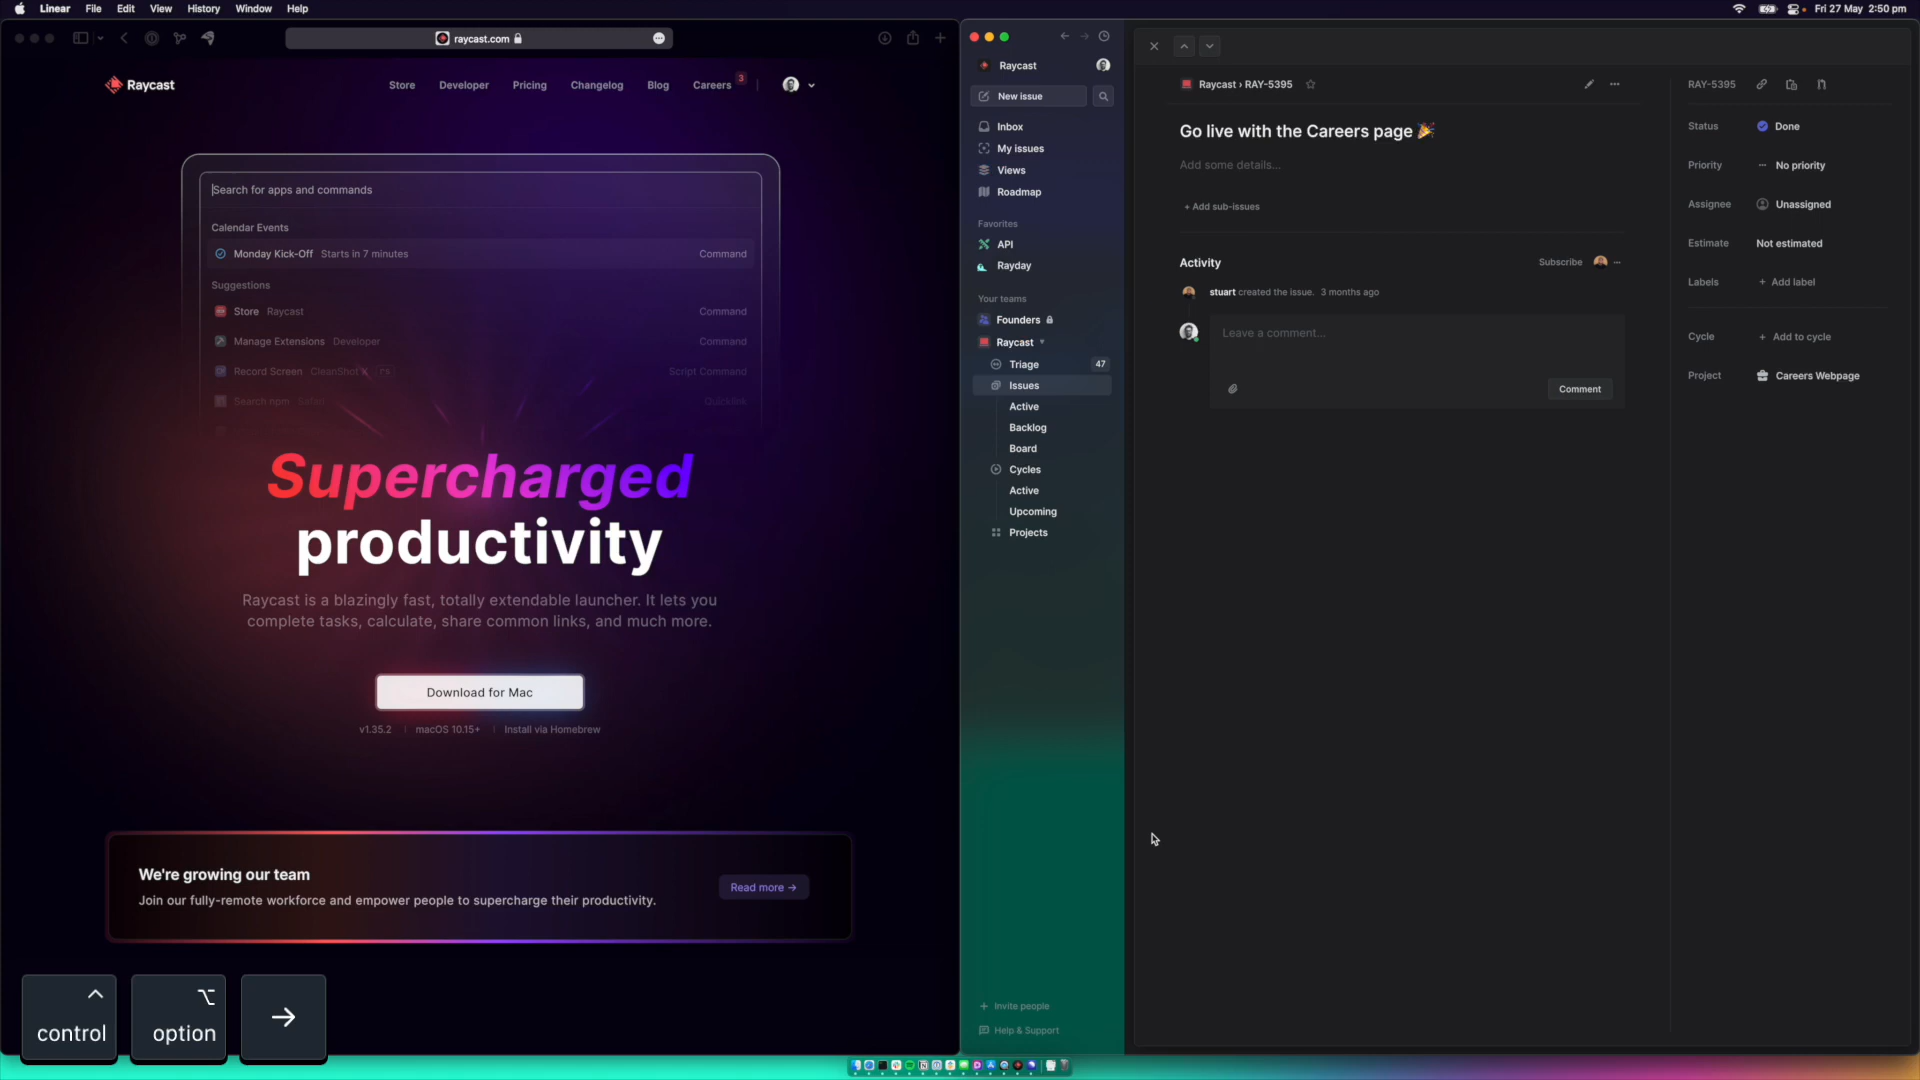 Linear File Edit View History Window Help
Fri 27 May 2:50 pm
raycast.com
Raycast
Store Developer Pricing Changelog Blog Careers 3
Search for apps and commands
Calendar Events
Monday Kick-Off Starts in 7 minutes Command
Suggestions
Store Raycast Command
Manage Extensions Developer Command
Record Screen CleanShot X rs Script Command
Search npm Safari Quicklink
Supercharged
productivity
Raycast is a blazingly fast, totally extendable launcher. It lets you
complete tasks, calculate, share common links, and much more.
Download for Mac
v1.35.2 macOS 10.15+ Install via Homebrew
We're growing our team
Join our fully-remote workforce and empower people to supercharge their productivity.
Read more →
control
option
Raycast
New issue
Inbox
My issues
Views
Roadmap
Favorites
API
Rayday
Your teams
Founders
Raycast
Triage 47
Issues
Active
Backlog
Board
Cycles
Active
Upcoming
Projects
+ Invite people
Help & Support
Raycast › RAY-5395
Go live with the Careers page 🎉
Add some details...
+ Add sub-issues
Activity
Subscribe
stuart created the issue. 3 months ago
Leave a comment...
Comment
RAY-5395
Status Done
Priority No priority
Assignee Unassigned
Estimate Not estimated
Labels + Add label
Cycle + Add to cycle
Project Careers Webpage